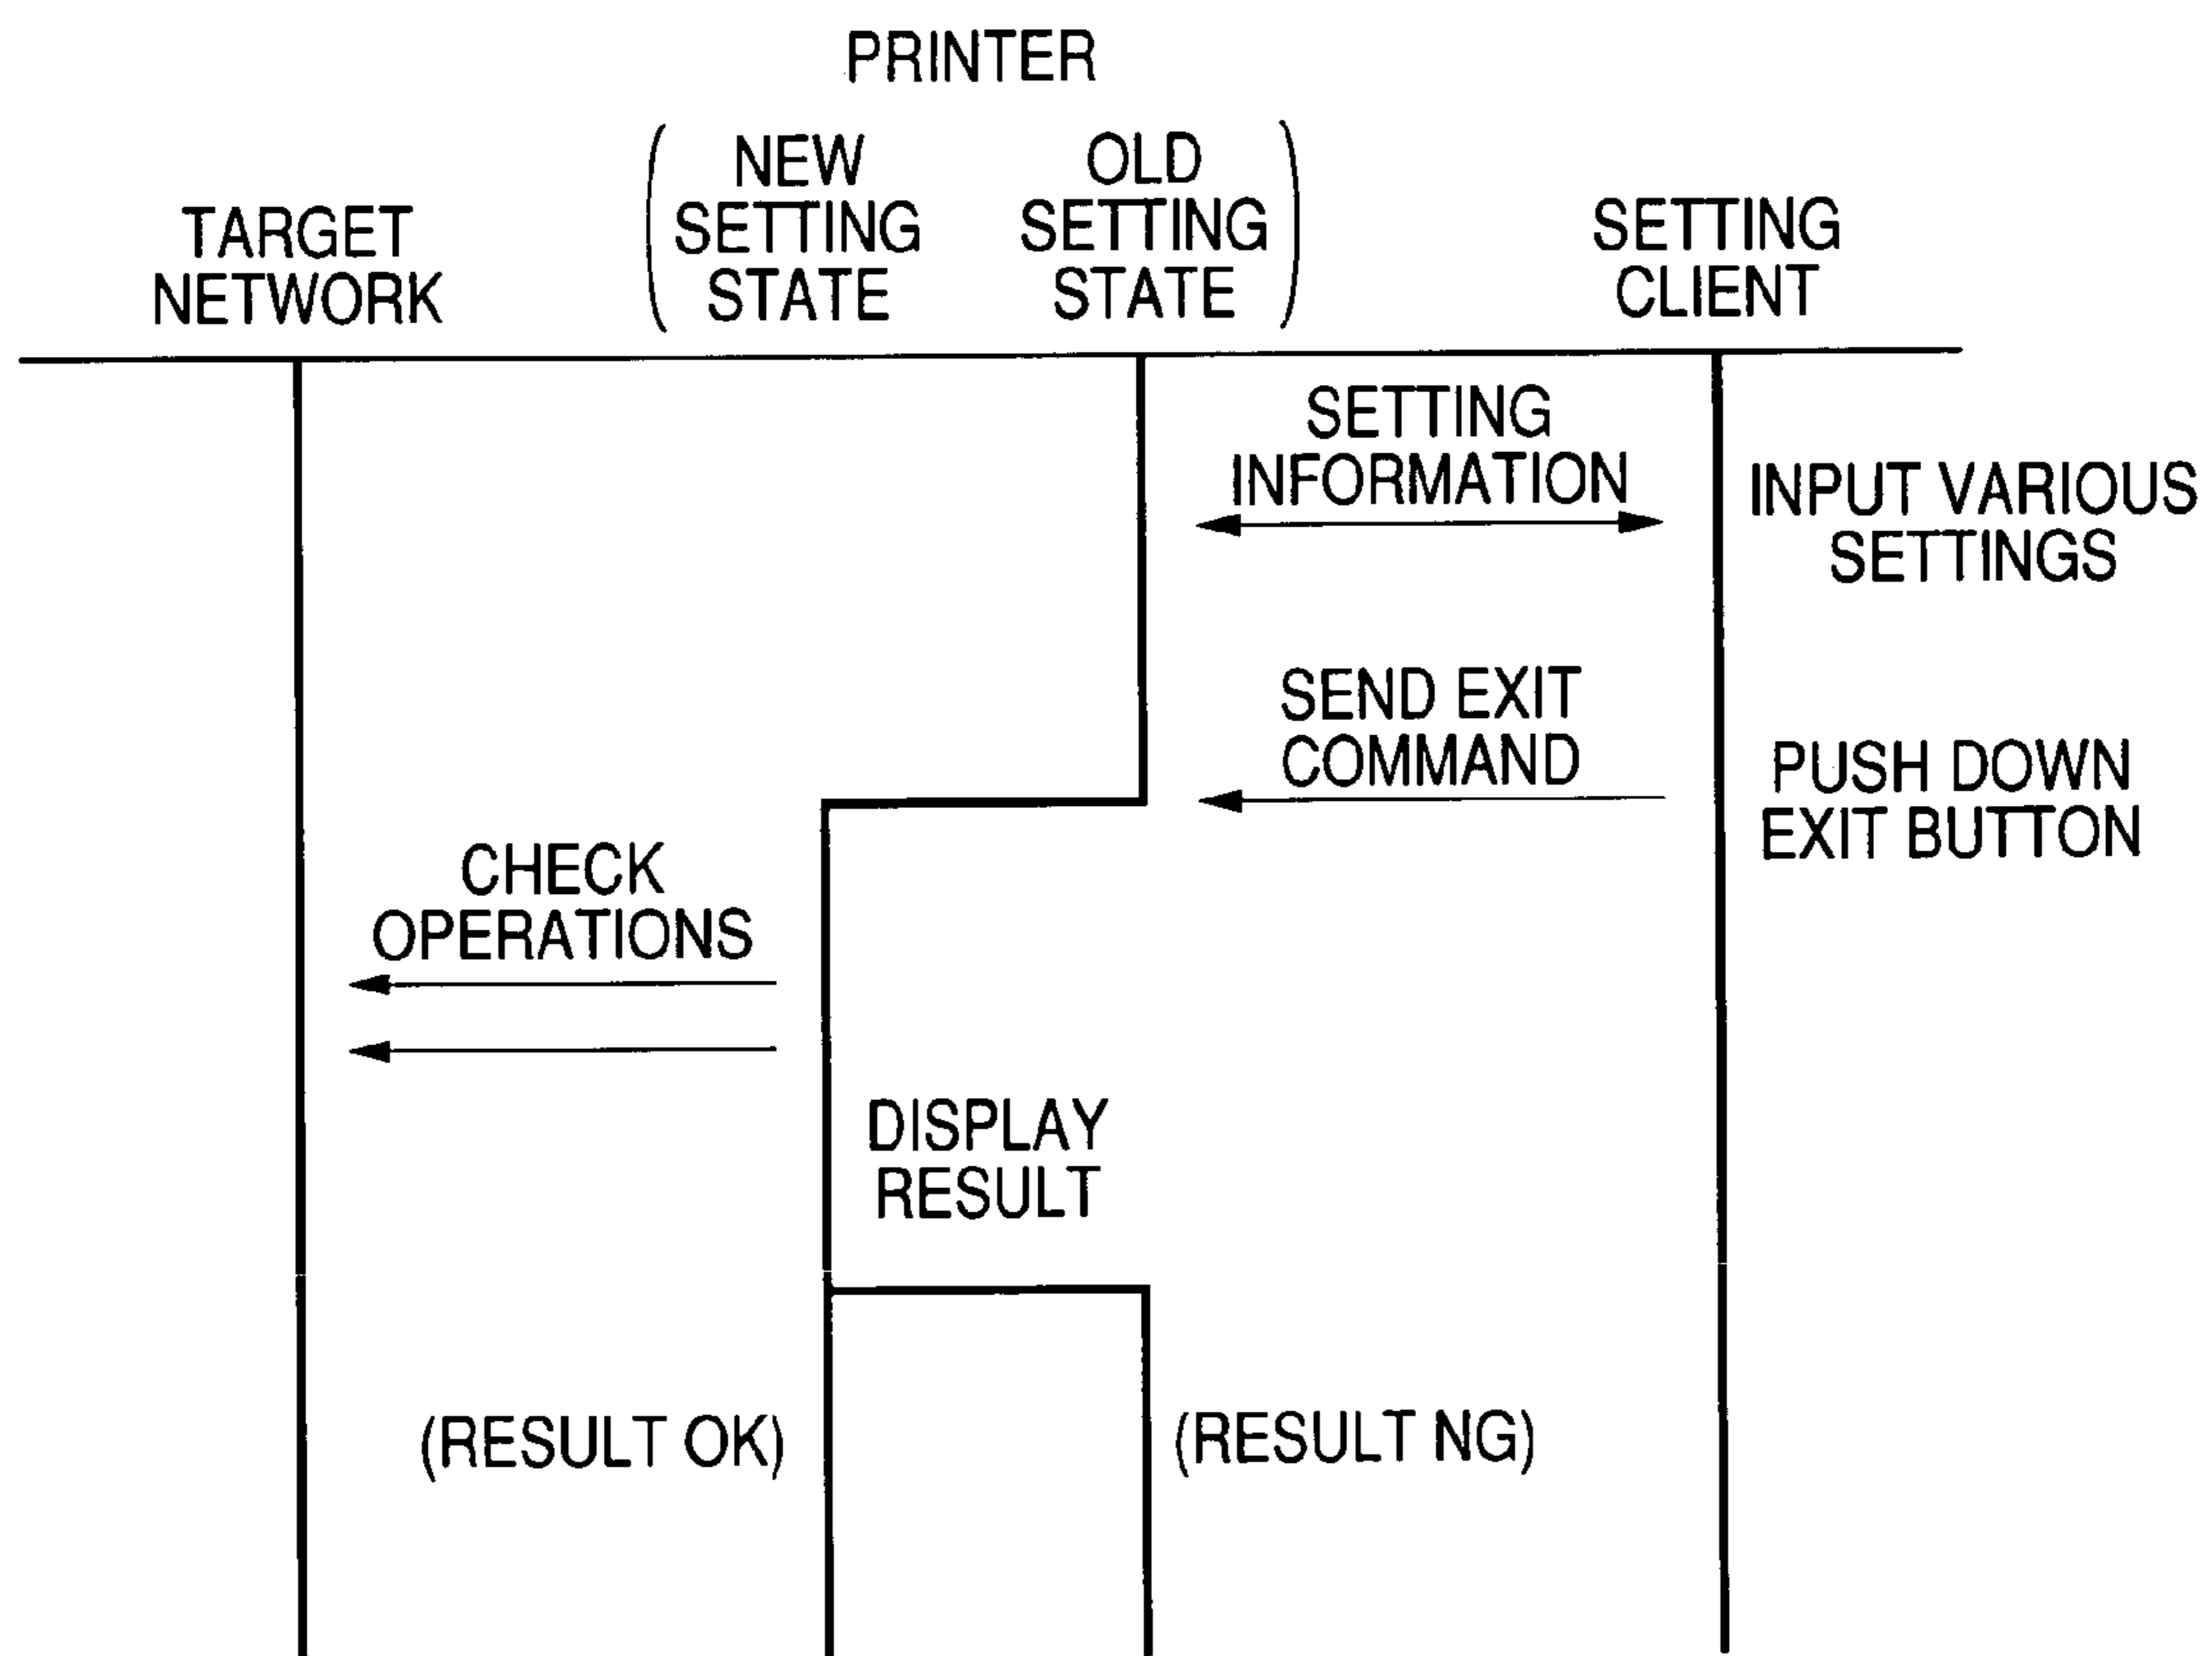 PRINTER
NEW
SETTING
STATE
OLD
SETTING
STATE
TARGET
NETWORK
SETTING
CLIENT
SETTING
INFORMATION
INPUT VARIOUS
SETTINGS
SEND EXIT
COMMAND
PUSH DOWN
EXIT BUTTON
CHECK
OPERATIONS
DISPLAY
RESULT
(RESULT OK)
(RESULT NG)